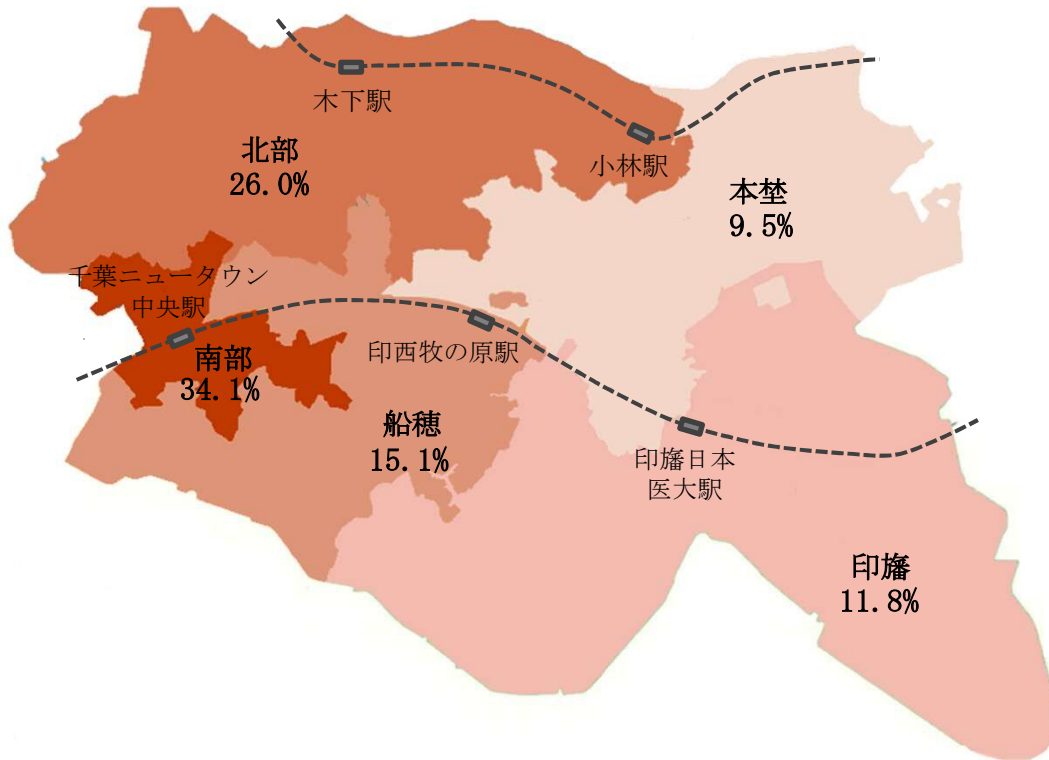 木下駅
北部
26.0%
小林駅
本埜
9.5%
千葉ニュータウン
中央駅
南部
34.1%
印西牧の原駅
船穂
15.1%
印旛日本
医大駅
印旛
11.8%